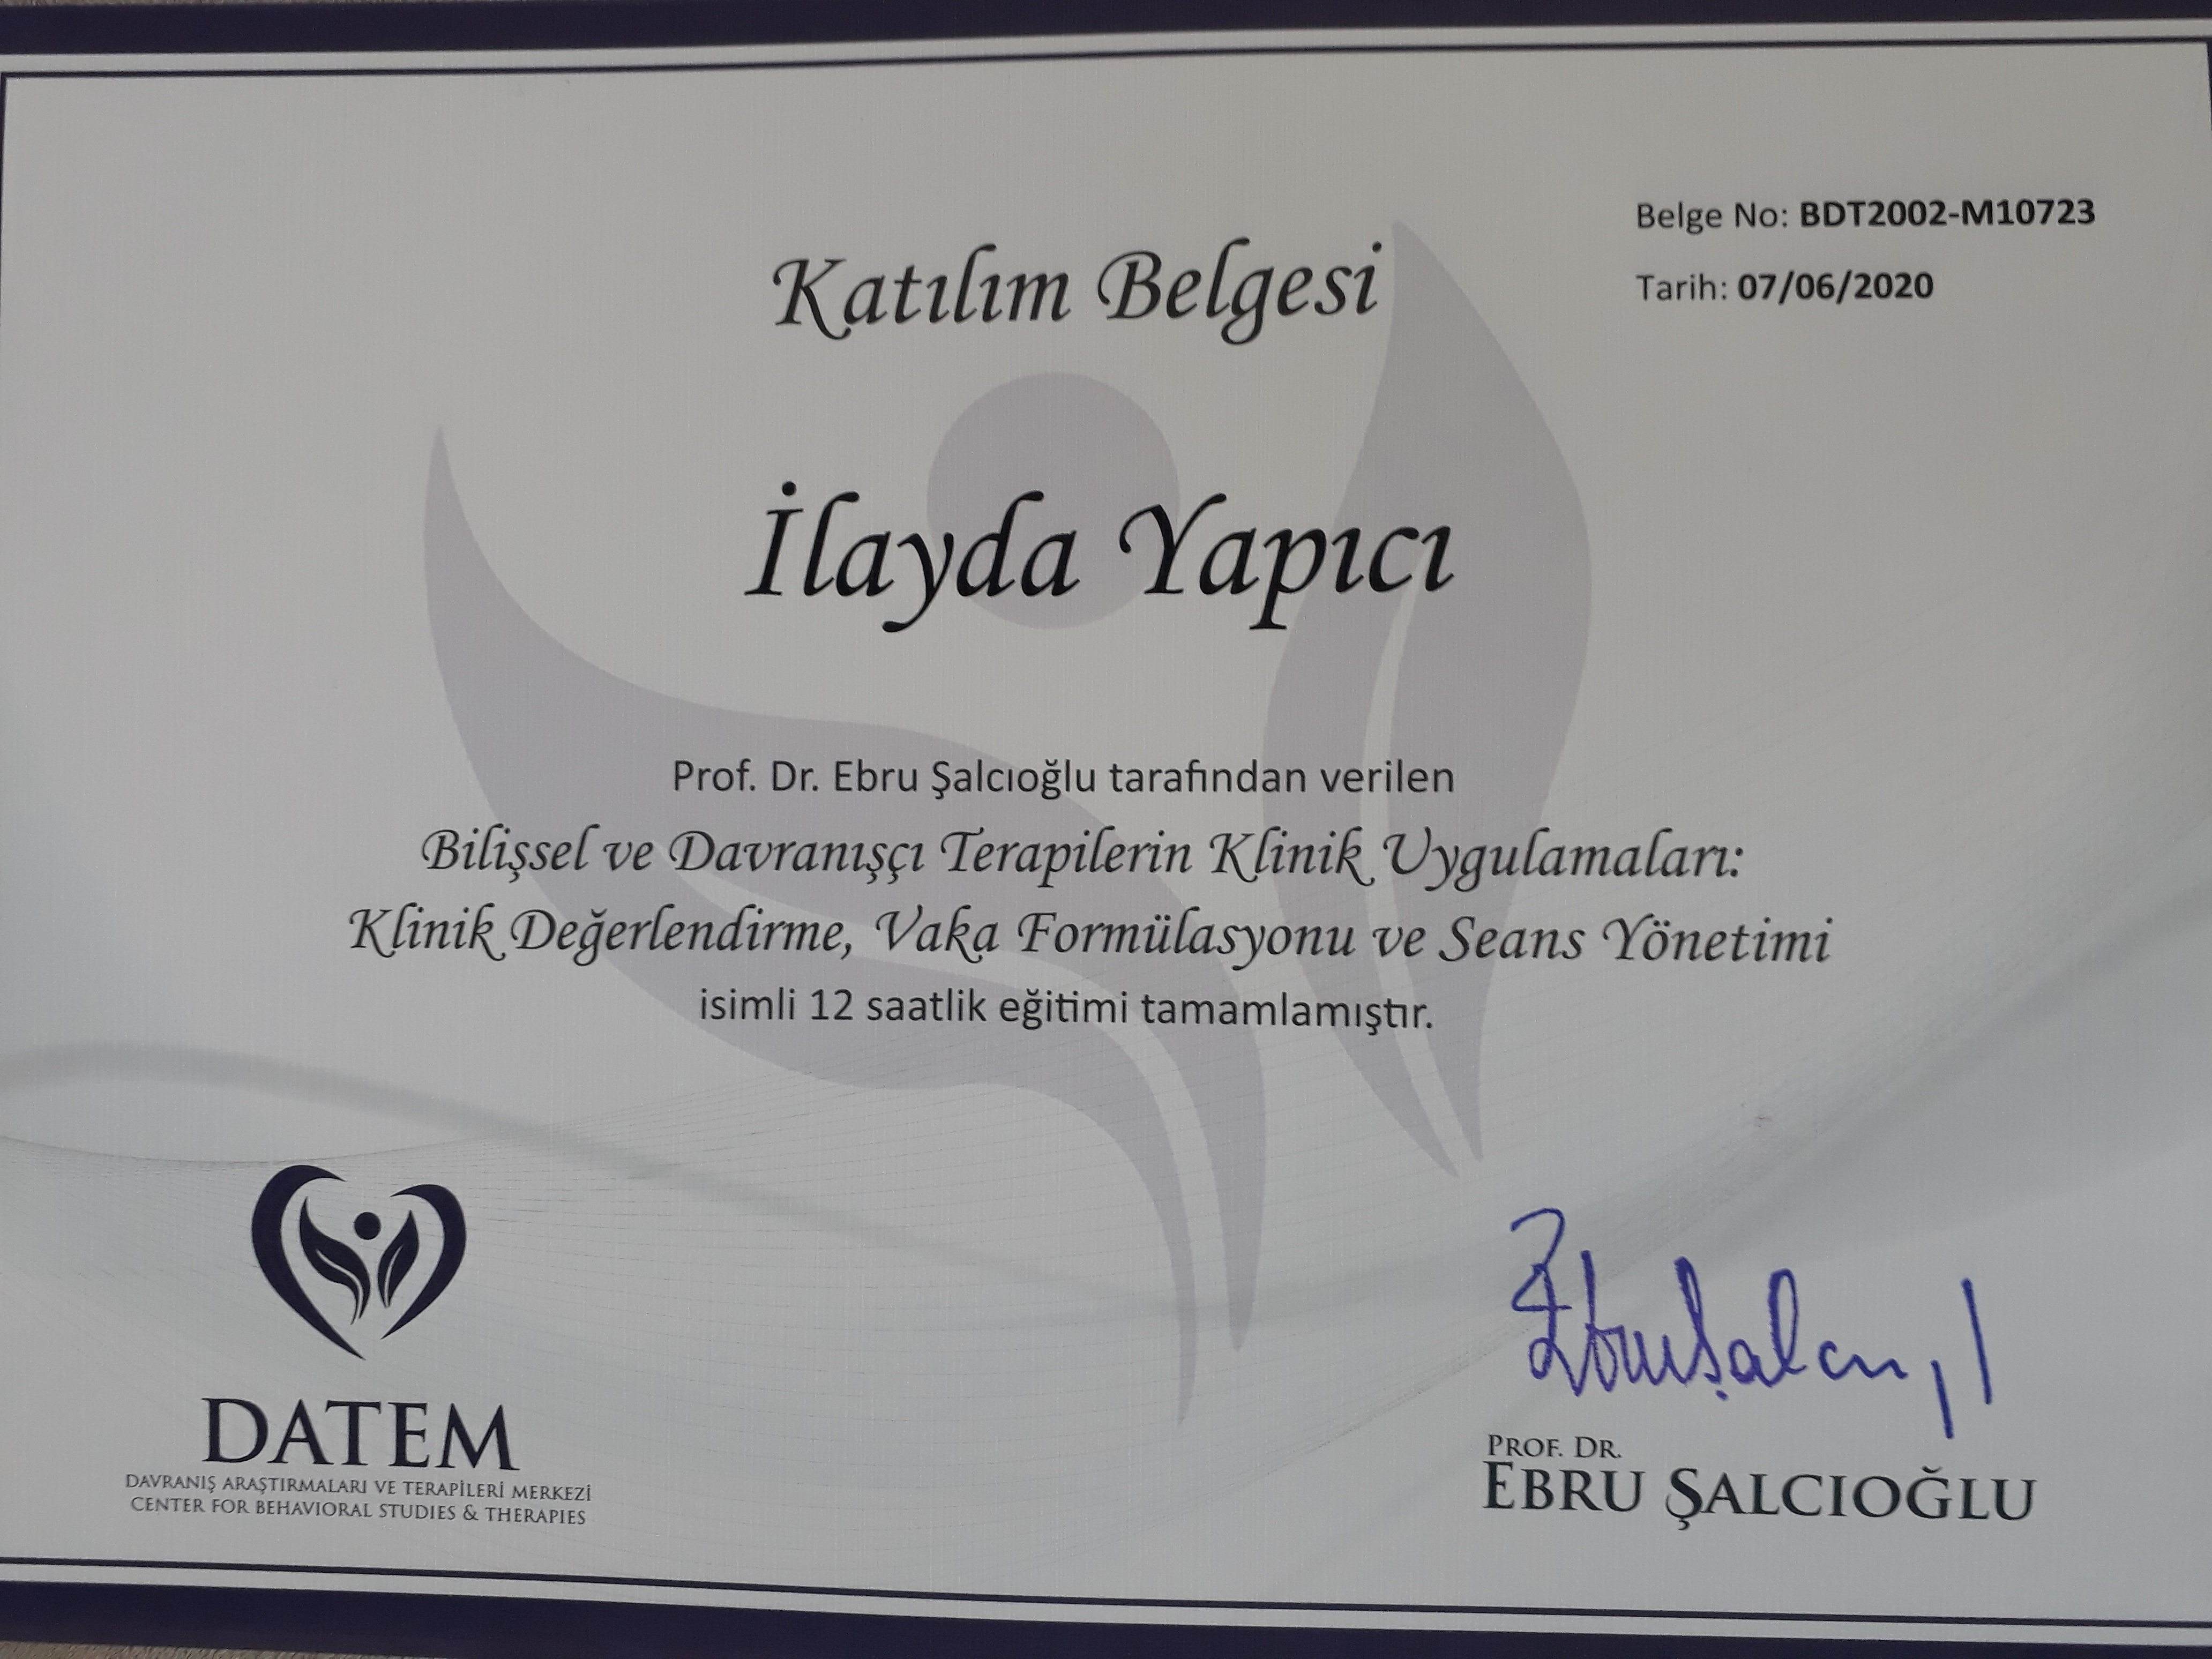 Belge No: BDT2002-M10723
Tarih: 07/06/2020
Katılım Belgesi
İlayda Yapıcı
Prof. Dr. Ebru Şalcıoğlu tarafından verilen
Bilişsel ve Davranışçı Terapilerin Klinik Uygulamaları:
Klinik Değerlendirme, Vaka Formülasyonu ve Seans Yönetimi
isimli 12 saatlik eğitimi tamamlamıştır.
DATEM
DAVRANIŞ ARAŞTIRMALARI VE TERAPİLERİ MERKEZİ
CENTER FOR BEHAVIORAL STUDIES & THERAPIES
PROF. DR.
EBRU ŞALCIOĞLU